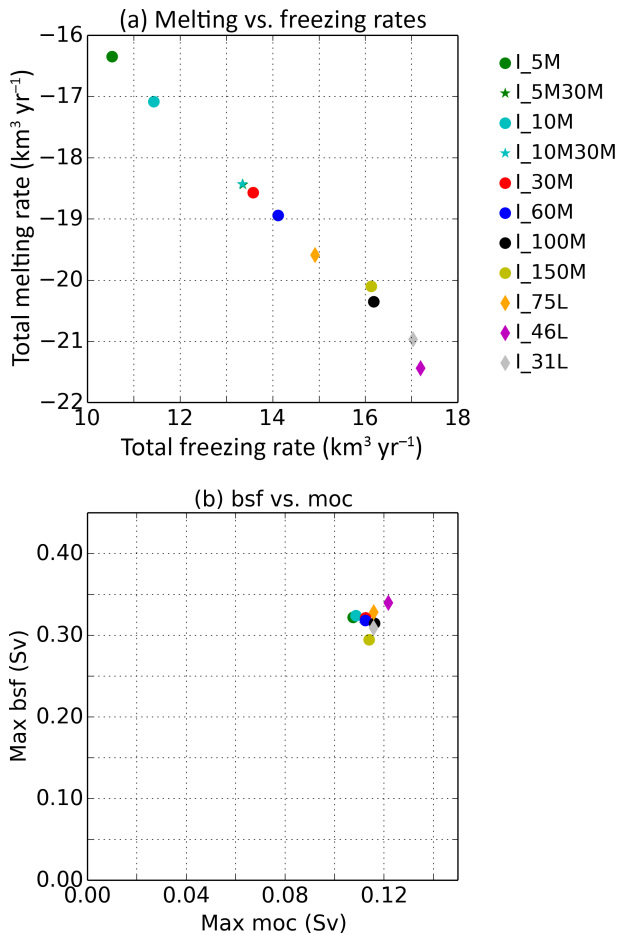 (a) Melting vs. freezing rates
−16
−17
−18
−19
−20
−21
−22
Total melting rate (km³ yr⁻¹)
10
12
14
16
18
Total freezing rate (km³ yr⁻¹)
I_5M
I_5M30M
I_10M
I_10M30M
I_30M
I_60M
I_100M
I_150M
I_75L
I_46L
I_31L
(b) bsf vs. moc
0.40
0.30
0.20
0.10
0.00
Max bsf (Sv)
0.00
0.04
0.08
0.12
Max moc (Sv)